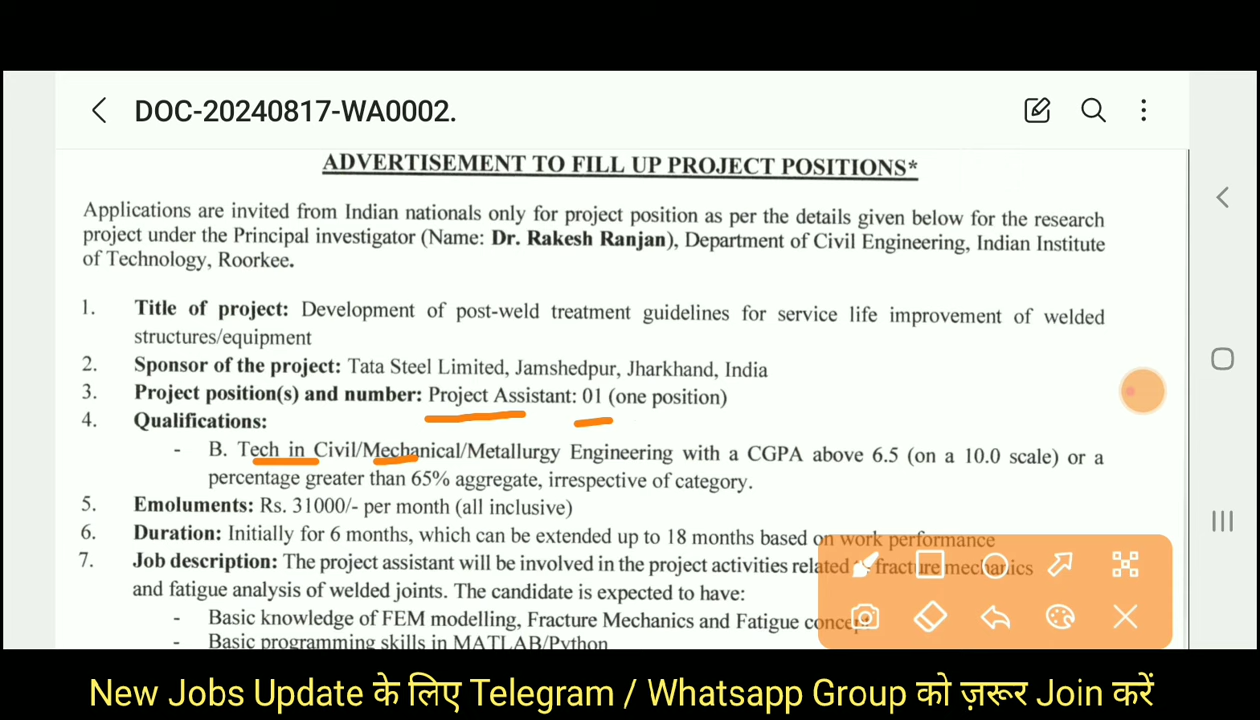 DOC-20240817-WA0002.
ADVERTISEMENT TO FILL UP PROJECT POSITIONS*
Applications are invited from Indian nationals only for project position as per the details given below for the research
project under the Principal investigator (Name: Dr. Rakesh Ranjan), Department of Civil Engineering, Indian Institute
of Technology, Roorkee.
1. Title of project: Development of post-weld treatment guidelines for service life improvement of welded
structures/equipment
2. Sponsor of the project: Tata Steel Limited, Jamshedpur, Jharkhand, India
3. Project position(s) and number: Project Assistant: 01 (one position)
4. Qualifications:
- B. Tech in Civil/Mechanical/Metallurgy Engineering with a CGPA above 6.5 (on a 10.0 scale) or a
percentage greater than 65% aggregate, irrespective of category.
5. Emoluments: Rs. 31000/- per month (all inclusive)
6. Duration: Initially for 6 months, which can be extended up to 18 months based on work performance
7. Job description: The project assistant will be involved in the project activities related fracture mechanics
and fatigue analysis of welded joints. The candidate is expected to have:
- Basic knowledge of FEM modelling, Fracture Mechanics and Fatigue
- Basic programming skills in MATLAB/Python
New Jobs Update के लिए Telegram / Whatsapp Group को ज़रूर Join करें